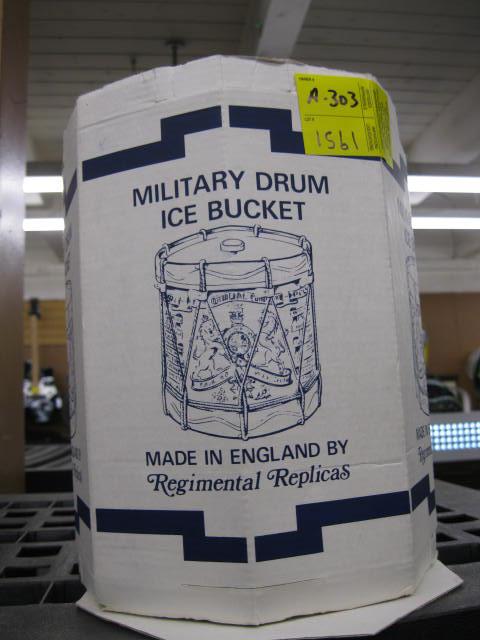 A-303
1561
MILITARY DRUM
ICE BUCKET
MADE IN ENGLAND BY
Regimental Replicas